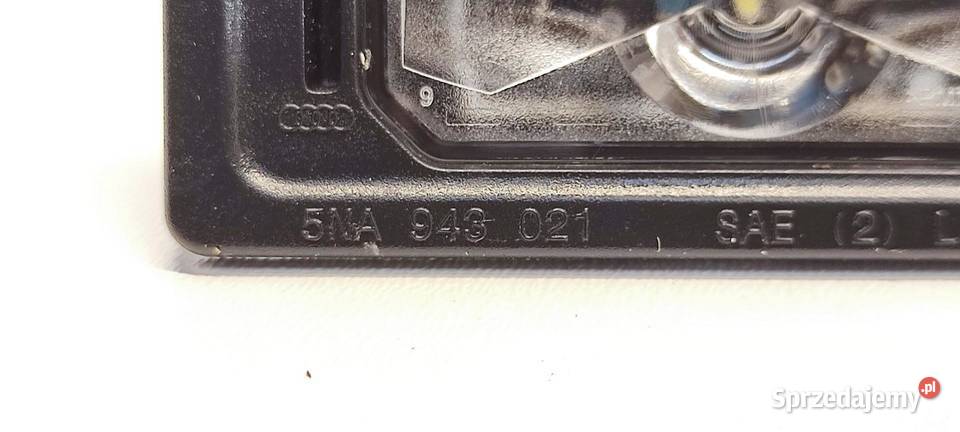 9
5NA 943 021 SAE (2) L
Sprzedajemy.pl